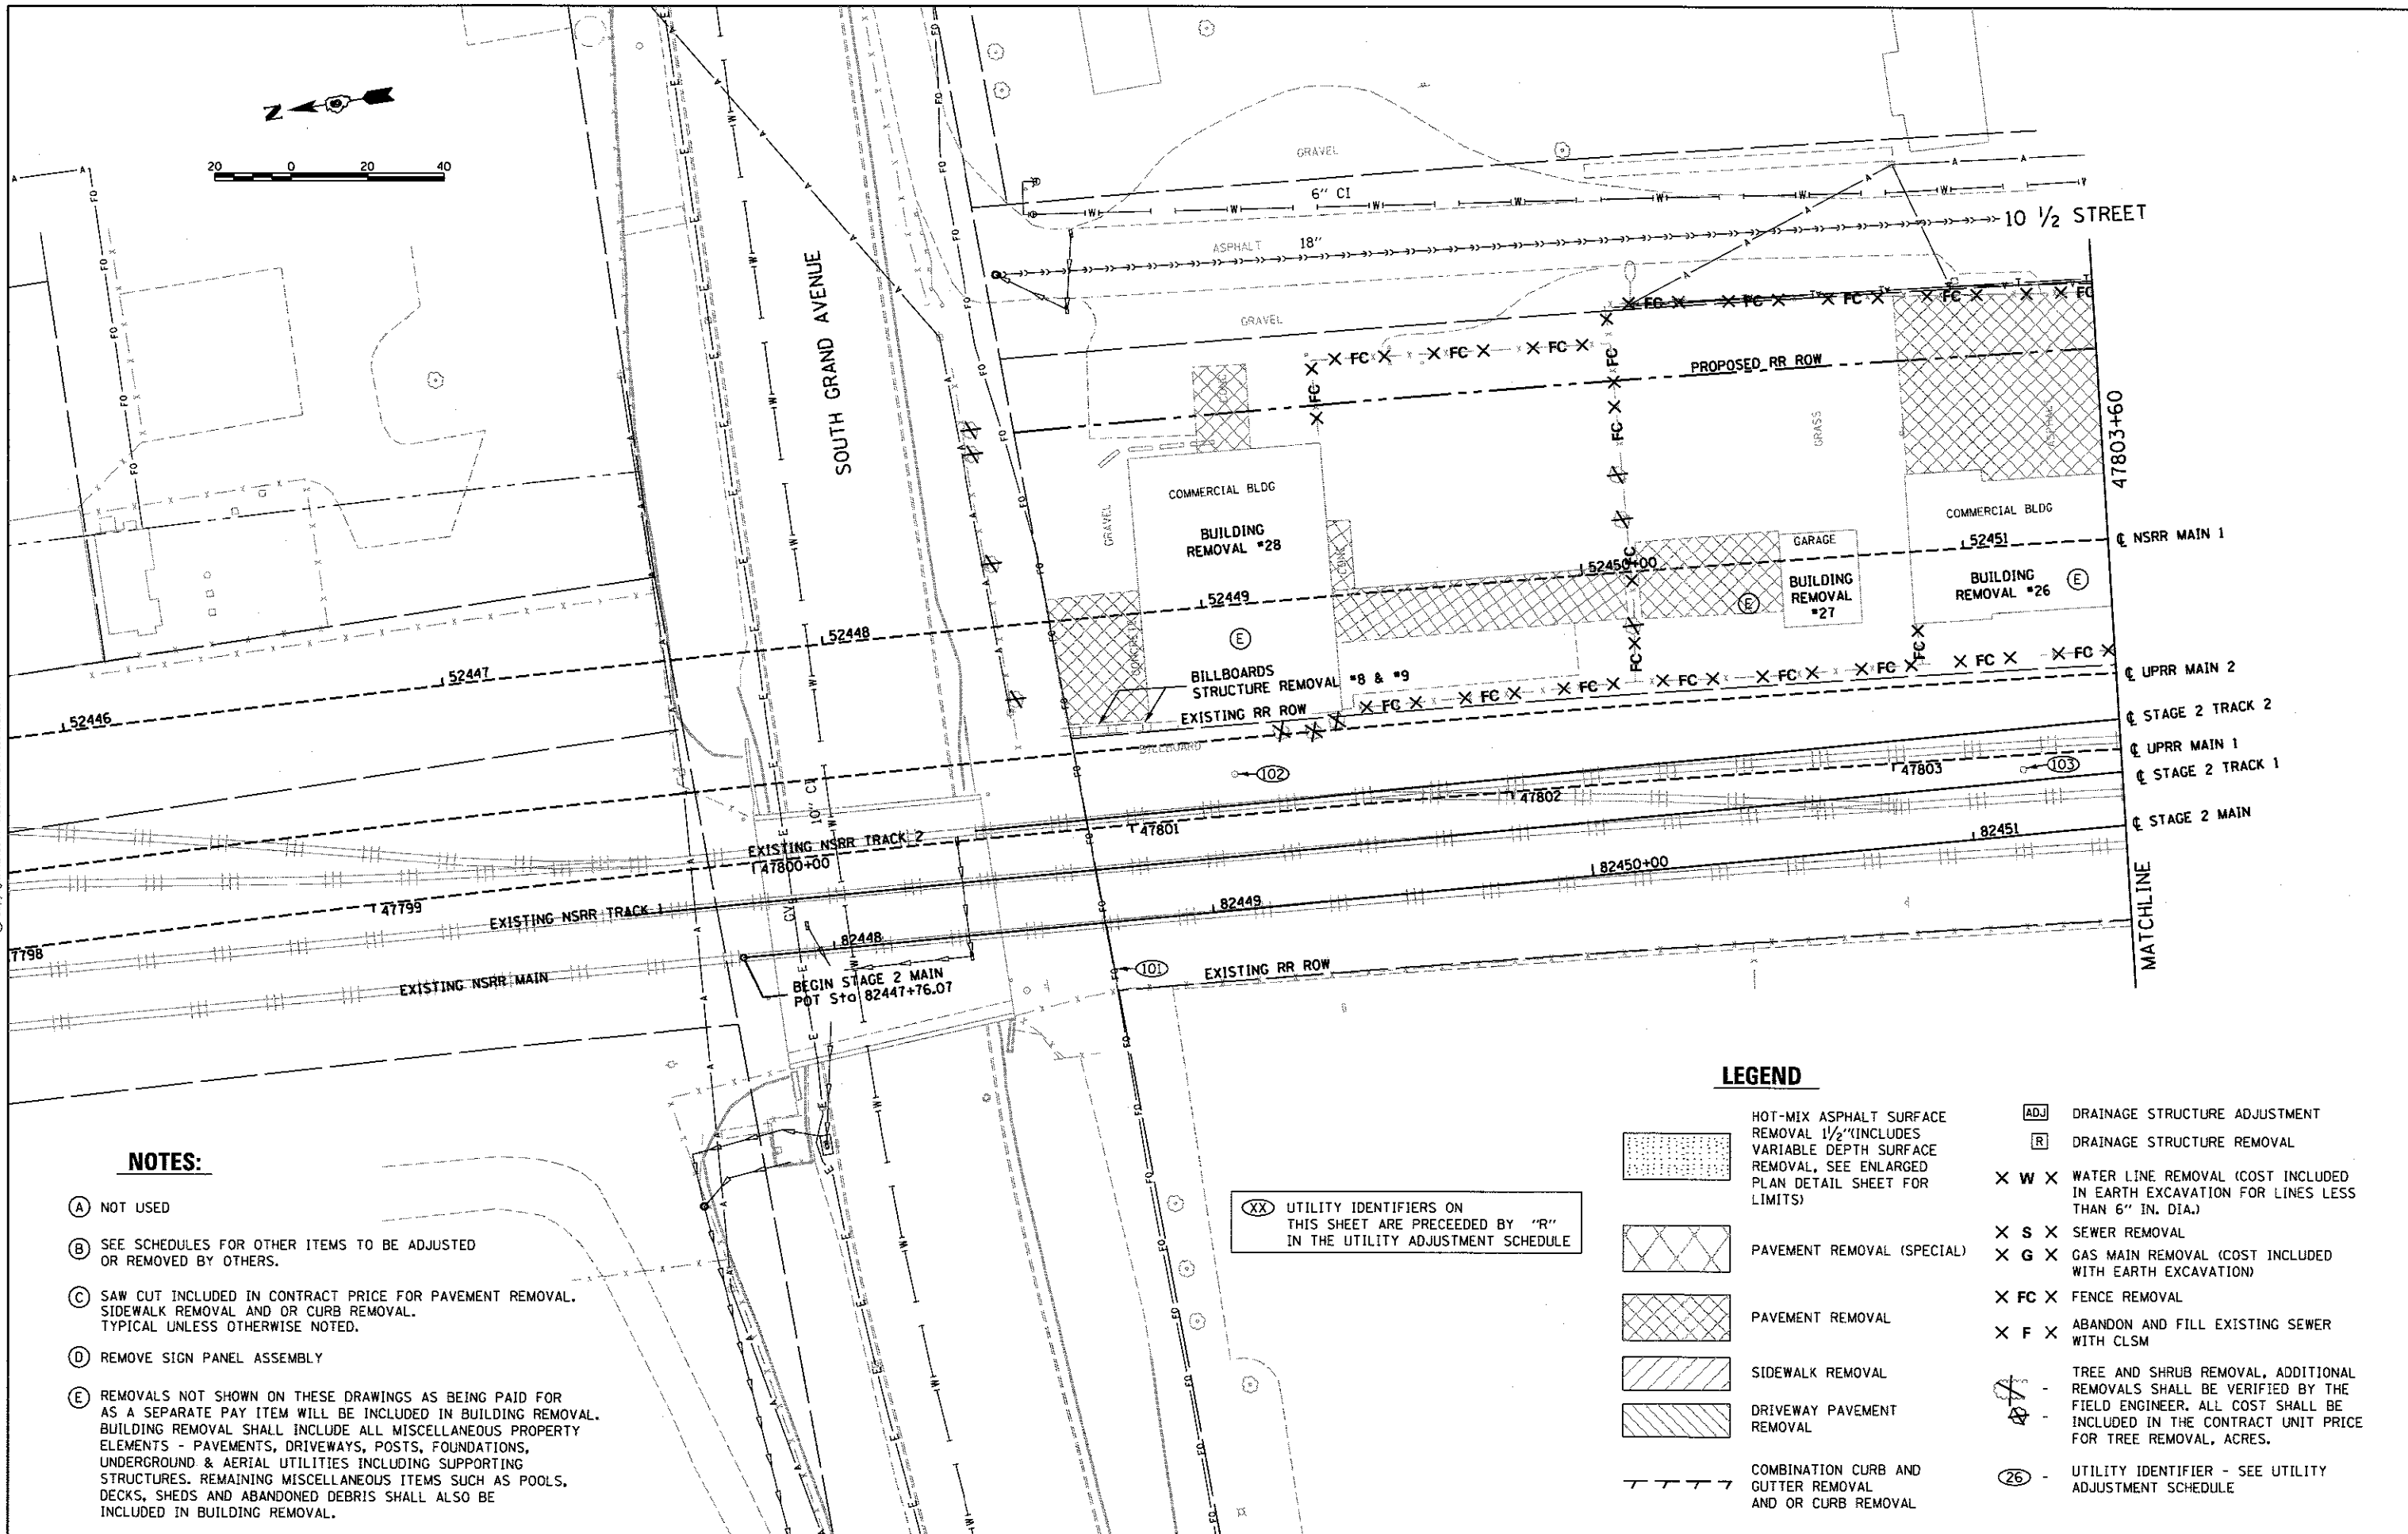 N
20 0 20 40
SOUTH GRAND AVENUE
GRAVEL
6" CI
ASPHALT 18"
10 ½ STREET
GRAVEL
PROPOSED RR ROW
GRASS
ASPHALT
47803+60
CONC
GRAVEL
COMMERCIAL BLDG
BUILDING
REMOVAL #28
CONC
CONCRETE
GARAGE
BUILDING
REMOVAL
#27
COMMERCIAL BLDG
BUILDING
REMOVAL #26
E
E
E
52446
52447
52448
52449
52450+00
52451
℄ NSRR MAIN 1
BILLBOARDS
STRUCTURE REMOVAL #8 & #9
EXISTING RR ROW
BILLBOARD
℄ UPRR MAIN 2
℄ STAGE 2 TRACK 2
℄ UPRR MAIN 1
℄ STAGE 2 TRACK 1
℄ STAGE 2 MAIN
102
103
101
10" CI
EXISTING NSRR TRACK 2
7798
47799
47800+00
47801
47802
47803
EXISTING NSRR TRACK 1
EXISTING NSRR MAIN
82448
82449
82450+00
82451
BEGIN STAGE 2 MAIN
POT Sta 82447+76.07
EXISTING RR ROW
MATCHLINE
NOTES:
A NOT USED
B SEE SCHEDULES FOR OTHER ITEMS TO BE ADJUSTED
OR REMOVED BY OTHERS.
C SAW CUT INCLUDED IN CONTRACT PRICE FOR PAVEMENT REMOVAL.
SIDEWALK REMOVAL AND OR CURB REMOVAL.
TYPICAL UNLESS OTHERWISE NOTED.
D REMOVE SIGN PANEL ASSEMBLY
E REMOVALS NOT SHOWN ON THESE DRAWINGS AS BEING PAID FOR
AS A SEPARATE PAY ITEM WILL BE INCLUDED IN BUILDING REMOVAL.
BUILDING REMOVAL SHALL INCLUDE ALL MISCELLANEOUS PROPERTY
ELEMENTS - PAVEMENTS, DRIVEWAYS, POSTS, FOUNDATIONS,
UNDERGROUND & AERIAL UTILITIES INCLUDING SUPPORTING
STRUCTURES. REMAINING MISCELLANEOUS ITEMS SUCH AS POOLS,
DECKS, SHEDS AND ABANDONED DEBRIS SHALL ALSO BE
INCLUDED IN BUILDING REMOVAL.
XX UTILITY IDENTIFIERS ON
THIS SHEET ARE PRECEEDED BY "R"
IN THE UTILITY ADJUSTMENT SCHEDULE
LEGEND
HOT-MIX ASPHALT SURFACE
REMOVAL 1½"(INCLUDES
VARIABLE DEPTH SURFACE
REMOVAL, SEE ENLARGED
PLAN DETAIL SHEET FOR
LIMITS)
PAVEMENT REMOVAL (SPECIAL)
PAVEMENT REMOVAL
SIDEWALK REMOVAL
DRIVEWAY PAVEMENT
REMOVAL
COMBINATION CURB AND
GUTTER REMOVAL
AND OR CURB REMOVAL
ADJ DRAINAGE STRUCTURE ADJUSTMENT
R DRAINAGE STRUCTURE REMOVAL
X W X WATER LINE REMOVAL (COST INCLUDED
IN EARTH EXCAVATION FOR LINES LESS
THAN 6" IN. DIA.)
X S X SEWER REMOVAL
X G X GAS MAIN REMOVAL (COST INCLUDED
WITH EARTH EXCAVATION)
X FC X FENCE REMOVAL
X F X ABANDON AND FILL EXISTING SEWER
WITH CLSM
- TREE AND SHRUB REMOVAL, ADDITIONAL
- REMOVALS SHALL BE VERIFIED BY THE
FIELD ENGINEER. ALL COST SHALL BE
INCLUDED IN THE CONTRACT UNIT PRICE
FOR TREE REMOVAL, ACRES.
26 - UTILITY IDENTIFIER - SEE UTILITY
ADJUSTMENT SCHEDULE